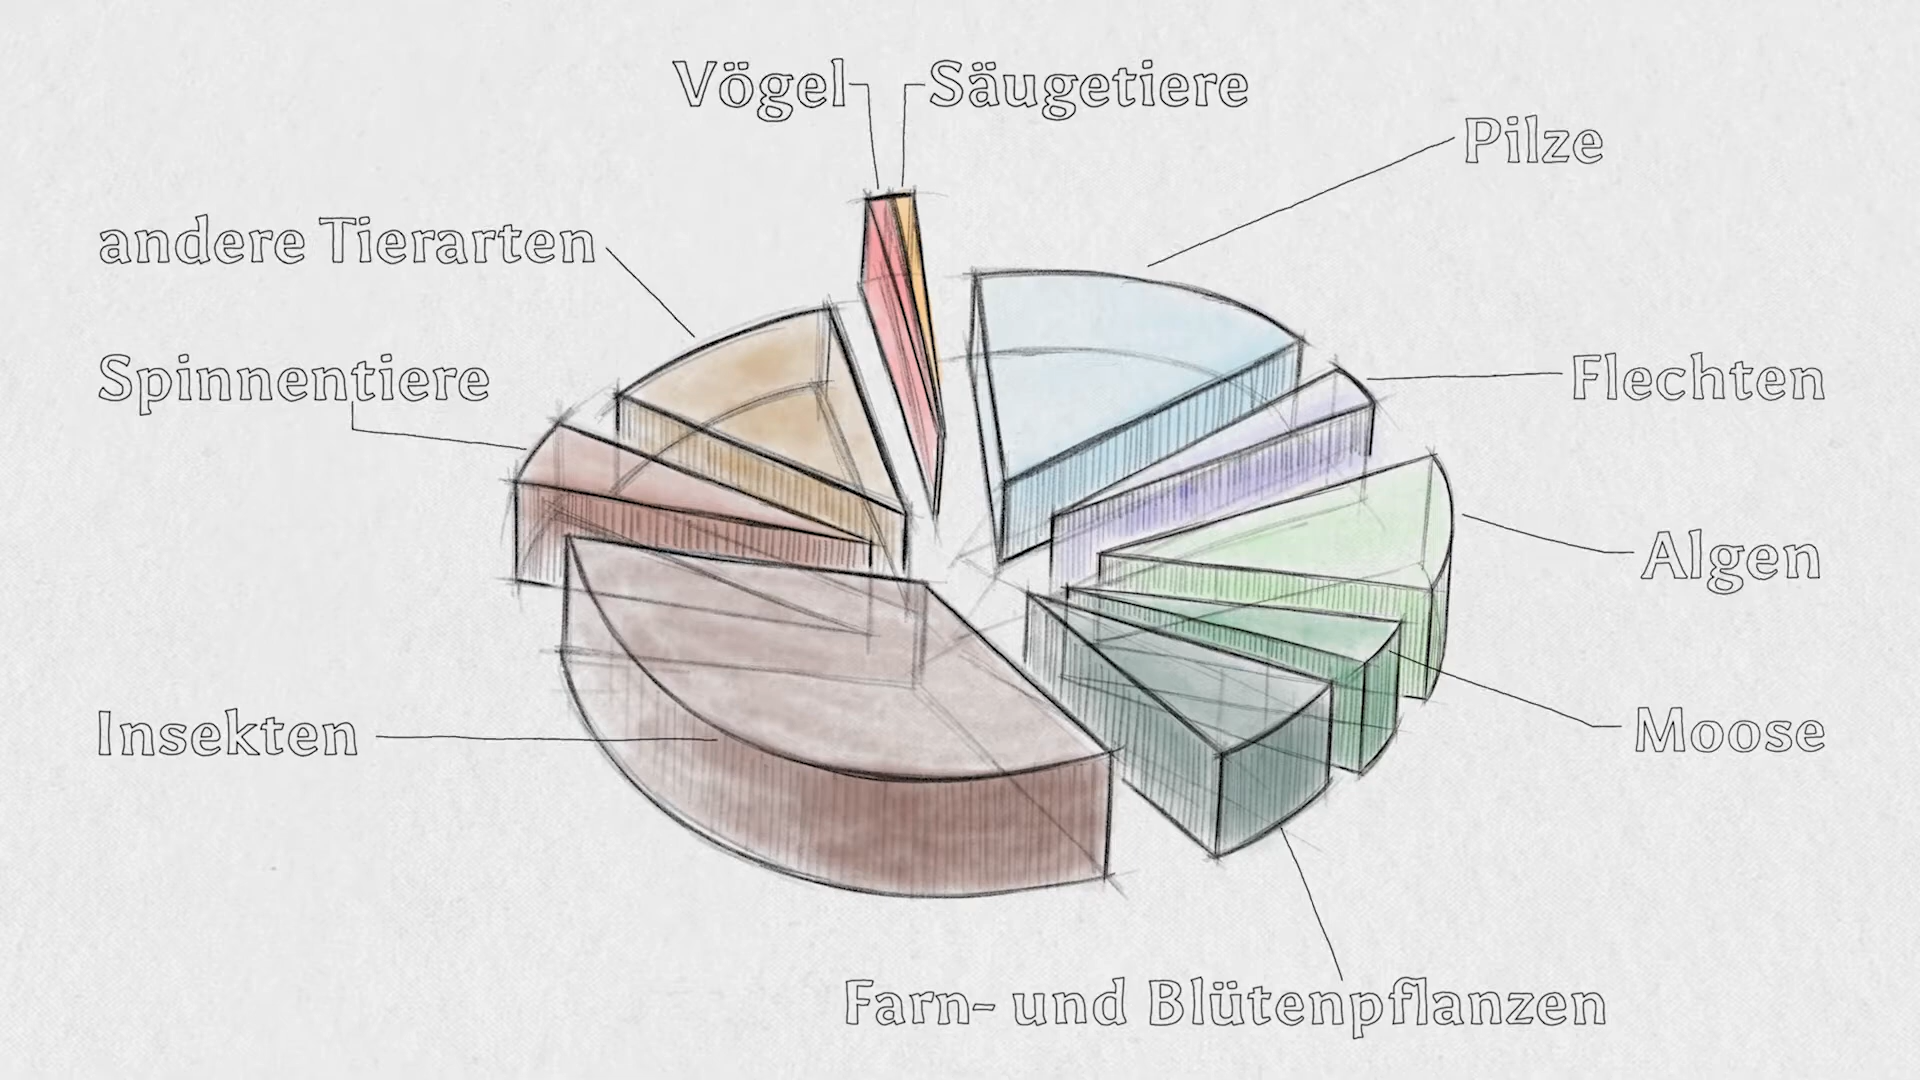 Vögel
Säugetiere
Pilze
andere Tierarten
Spinnentiere
Flechten
Algen
Insekten
Moose
Farn- und Blütenpflanzen